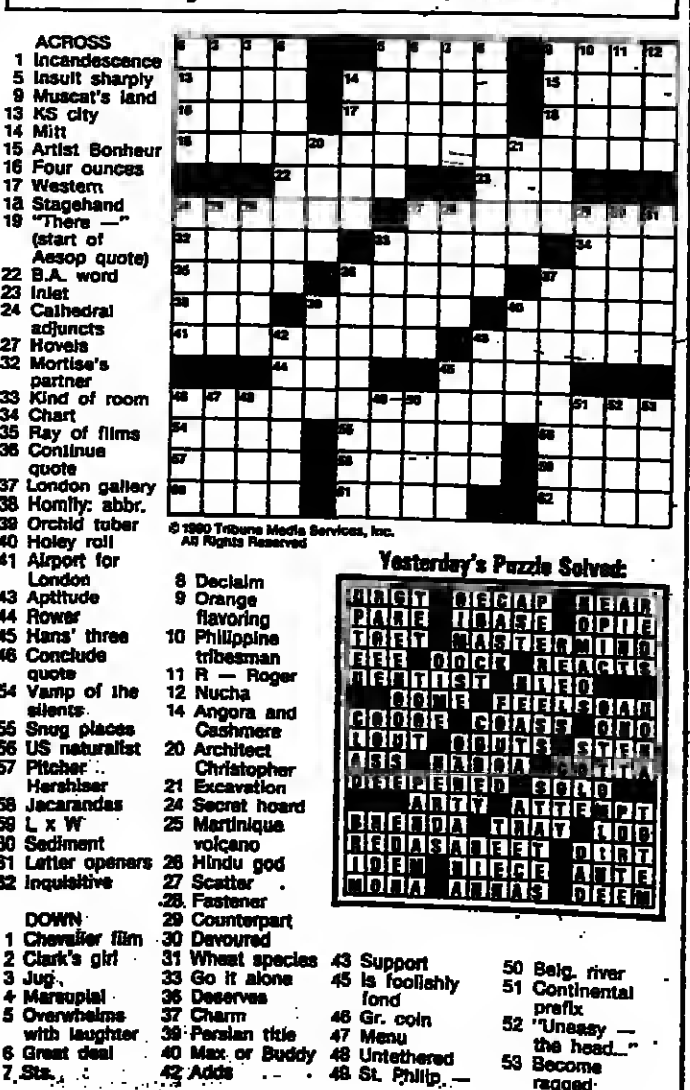 ACROSS
1 Incandescence
5 Insult sharply
9 Muscat's land
13 KS city
14 Mitt
15 Artist Bonheur
16 Four ounces
17 Western
18 Stagehand
19 "There —"
(start of
Aesop quote)
22 B.A. word
23 Inlet
24 Cathedral
adjuncts
27 Hovels
32 Mortise's
partner
33 Kind of room
34 Chart
35 Ray of films
36 Continue
quote
37 London gallery
38 Homily: abbr.
39 Orchid tuber
40 Holey roll
41 Airport for
London
43 Aptitude
44 Rower
45 Hans' three
46 Conclude
quote
54 Vamp of the
silents
55 Snug places
56 US naturalist
57 Pitcher
Hershiser
58 Jacarandas
59 L x W
60 Sediment
61 Letter openers
62 Inquisitive
DOWN
1 Chevalier film
2 Clark's girl
3 Jug
4 Marsupial
5 Overwhelms
with laughter
6 Great deal
7 Sts.
© 1990 Tribune Media Services, Inc.
All Rights Reserved
8 Declaim
9 Orange
flavoring
10 Philippine
tribesman
11 R — Roger
12 Nucha
14 Angora and
Cashmere
20 Architect
Christopher
21 Excavation
24 Secret hoard
25 Martinique
volcano
26 Hindu god
27 Scatter
28 Fastener
29 Counterpart
30 Devoured
31 Wheat species
33 Go it alone
36 Deserves
37 Charm
39 Persian title
40 Max or Buddy
42 Adds
Yesterday's Puzzle Solved:
43 Support
45 Is foolishly
fond
46 Gr. coin
47 Menu
48 Untethered
49 St. Philip —
50 Belg. river
51 Continental
prefix
52 "Uneasy —
the head..."
53 Become
ragged